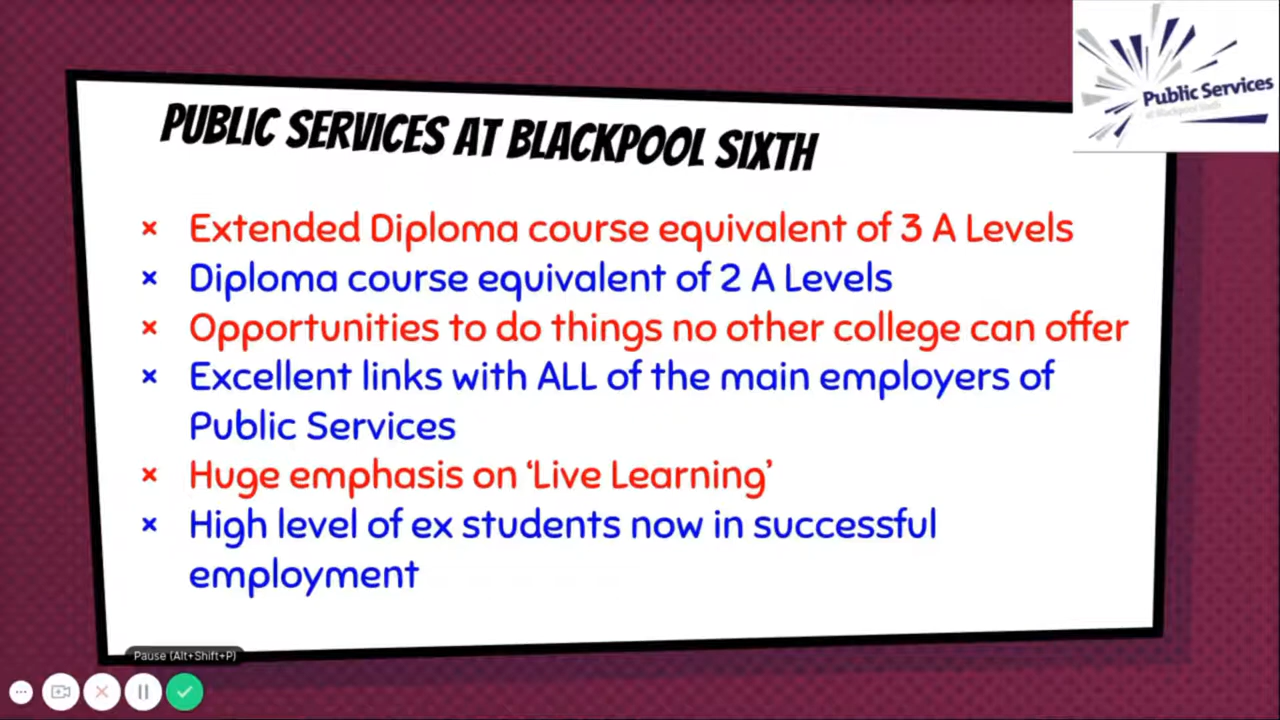 Public Services
at Blackpool Sixth
PUBLIC SERVICES AT BLACKPOOL SIXTH
× Extended Diploma course equivalent of 3 A Levels
× Diploma course equivalent of 2 A Levels
× Opportunities to do things no other college can offer
× Excellent links with ALL of the main employers of
Public Services
× Huge emphasis on ‘Live Learning’
× High level of ex students now in successful
employment
Pause (Alt+Shift+P)